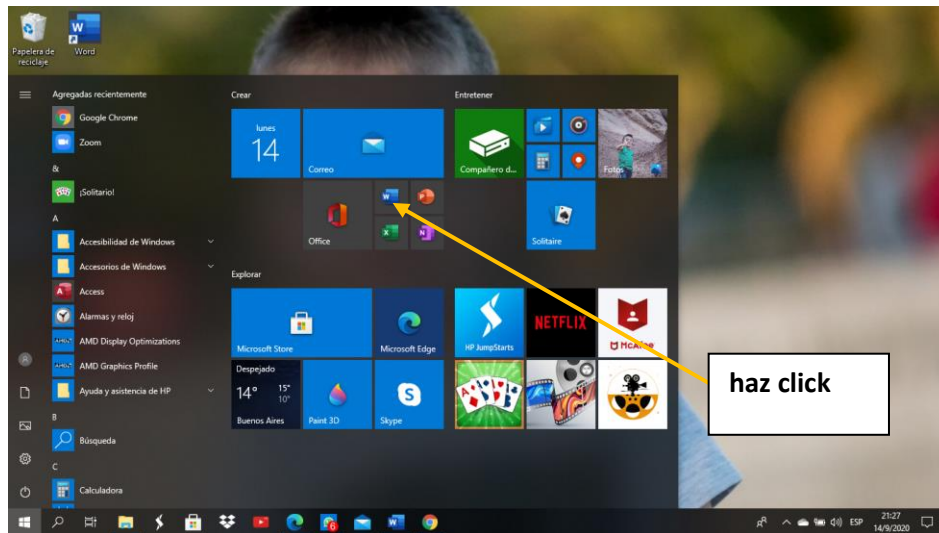 Papelera de
reciclaje
Word
Agregadas recientemente
Google Chrome
Zoom
&
¡Solitario!
A
Accesibilidad de Windows
Accesorios de Windows
Access
Alarmas y reloj
AMD Display Optimizations
AMD Graphics Profile
Ayuda y asistencia de HP
B
Búsqueda
C
Calculadora
Crear
lunes
14
Correo
Office
Entretener
Compañero d...
Fotos
Solitaire
Explorar
Microsoft Store
Microsoft Edge
HP JumpStarts
NETFLIX
McAfee
Despejado
14° 15°
10°
Buenos Aires
Paint 3D
Skype
haz click
ESP
21:27
14/9/2020